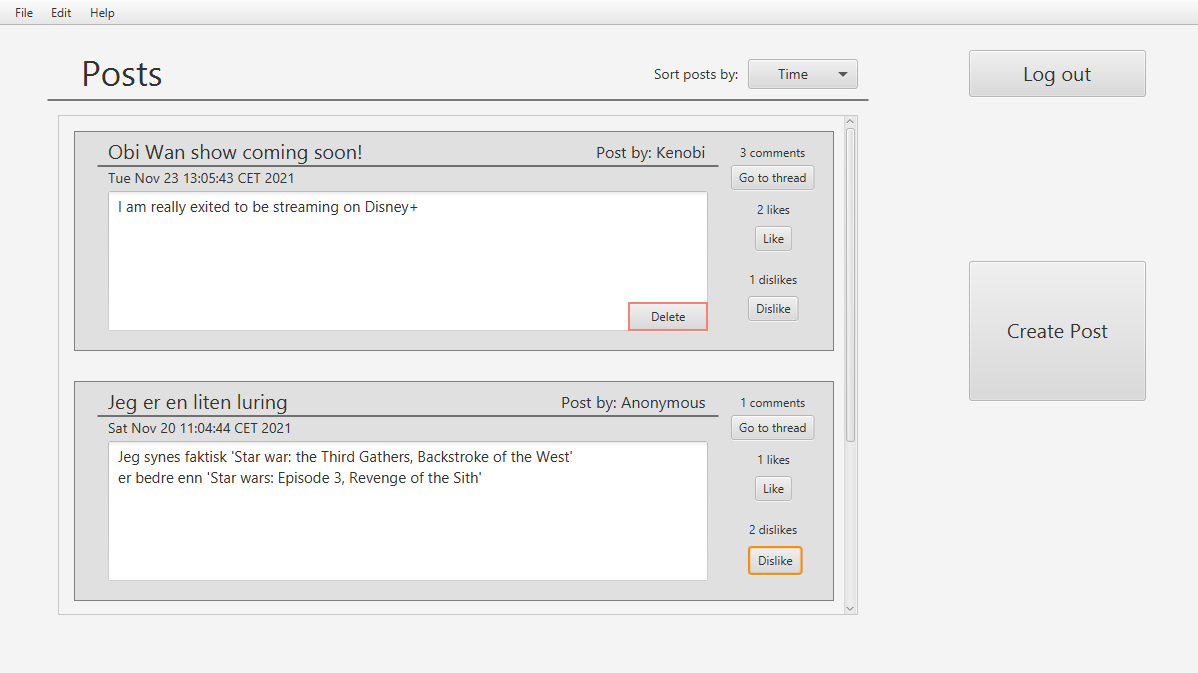 File Edit Help
Posts
Sort posts by: Time
Log out
Obi Wan show coming soon! Post by: Kenobi
3 comments
Tue Nov 23 13:05:43 CET 2021
Go to thread
I am really exited to be streaming on Disney+
2 likes
Like
1 dislikes
Dislike
Delete
Create Post
Jeg er en liten luring Post by: Anonymous
1 comments
Sat Nov 20 11:04:44 CET 2021
Go to thread
Jeg synes faktisk 'Star war: the Third Gathers, Backstroke of the West'
er bedre enn 'Star wars: Episode 3, Revenge of the Sith'
1 likes
Like
2 dislikes
Dislike